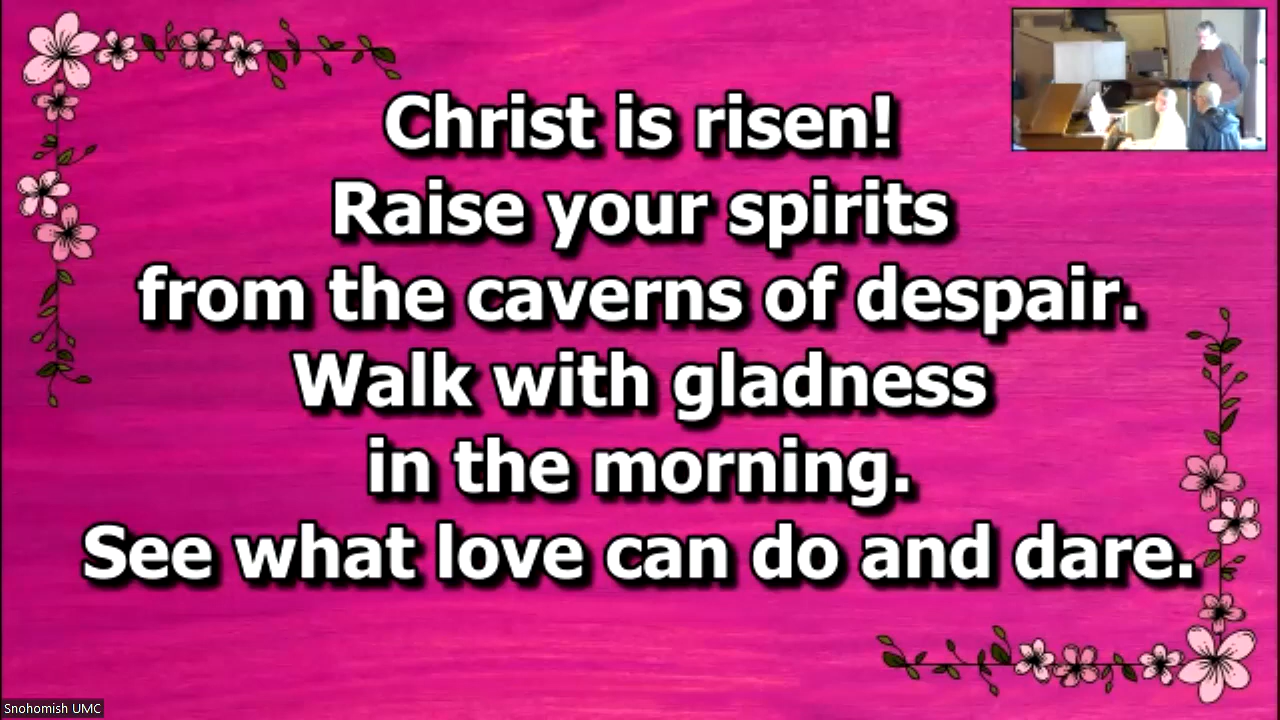 Christ is risen!
Raise your spirits
from the caverns of despair.
Walk with gladness
in the morning.
See what love can do and dare.
Snohomish UMC